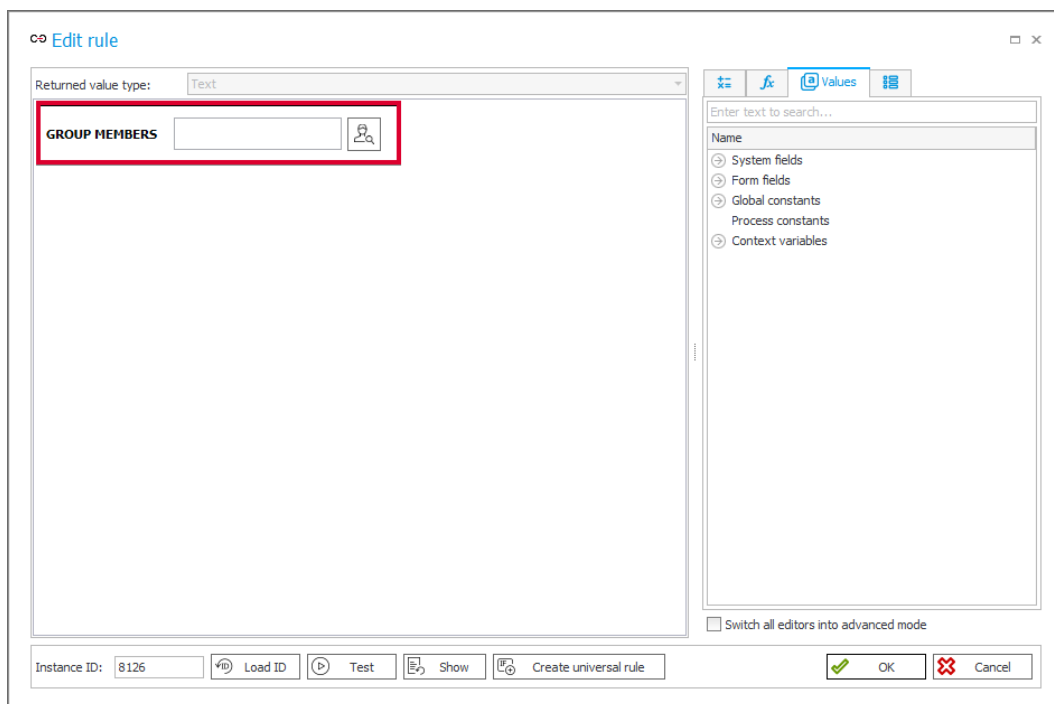 Edit rule
Returned value type: Text
GROUP MEMBERS
fx Values
Enter text to search...
Name
System fields
Form fields
Global constants
Process constants
Context variables
Switch all editors into advanced mode
Instance ID: 8126 Load ID Test Show Create universal rule OK Cancel